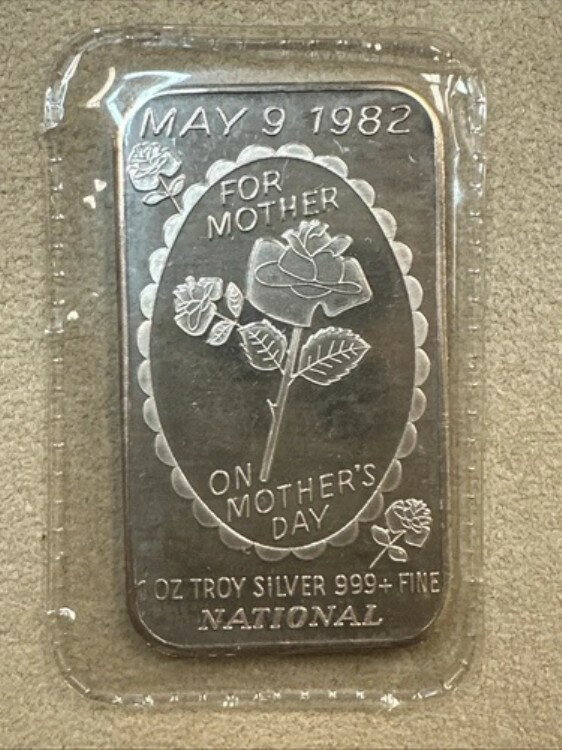 MAY 9 1982
FOR
MOTHER
ON
MOTHER'S
DAY
1 OZ TROY SILVER 999+ FINE
NATIONAL